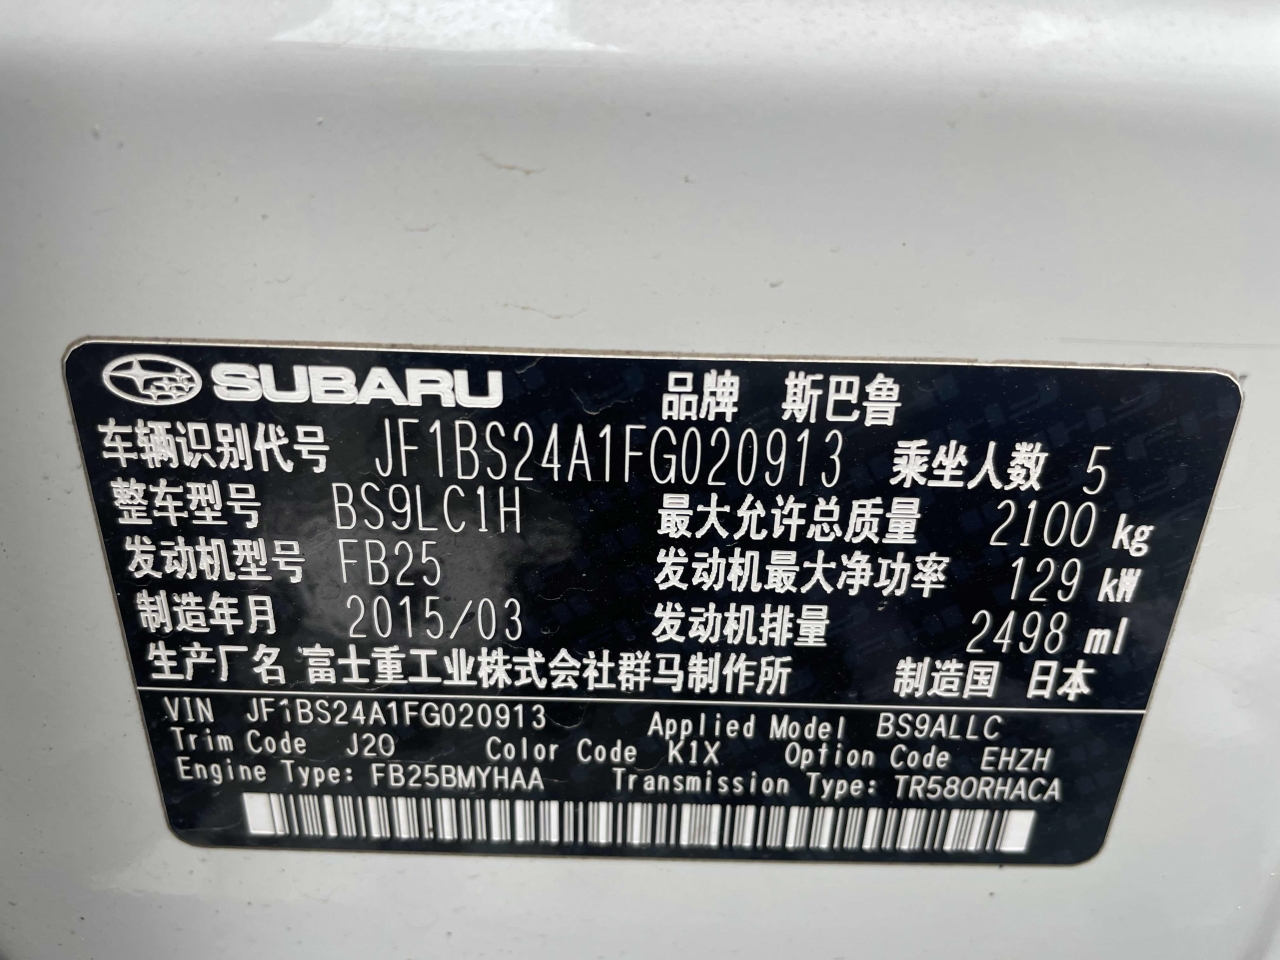 SUBARU 品牌 斯巴鲁
车辆识别代号 JF1BS24A1FG020913 乘坐人数 5
整车型号 BS9LC1H 最大允许总质量 2100 kg
发动机型号 FB25 发动机最大净功率 129 kW
制造年月 2015/03 发动机排量 2498 ml
生产厂名 富士重工业株式会社群马制作所 制造国 日本
VIN JF1BS24A1FG020913 Applied Model BS9ALLC
Trim Code J20 Color Code K1X Option Code EHZH
Engine Type: FB25BMYHAA Transmission Type: TR580RHACA